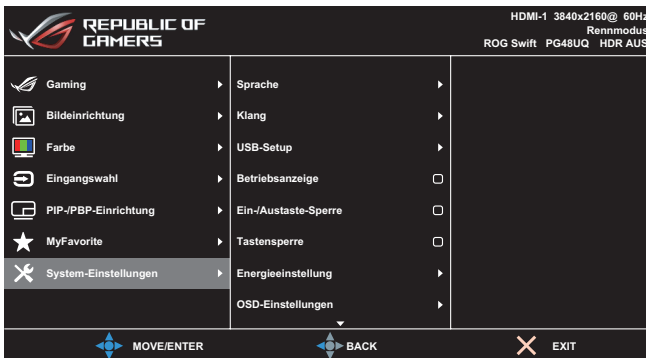 REPUBLIC OF
GAMERS
HDMI-1 3840x2160@ 60Hz
Rennmodus
ROG Swift PG48UQ HDR AUS
Gaming
Bildeinrichtung
Farbe
Eingangswahl
PIP-/PBP-Einrichtung
MyFavorite
System-Einstellungen
Sprache
Klang
USB-Setup
Betriebsanzeige
Ein-/Austaste-Sperre
Tastensperre
Energieeinstellung
OSD-Einstellungen
MOVE/ENTER
BACK
EXIT